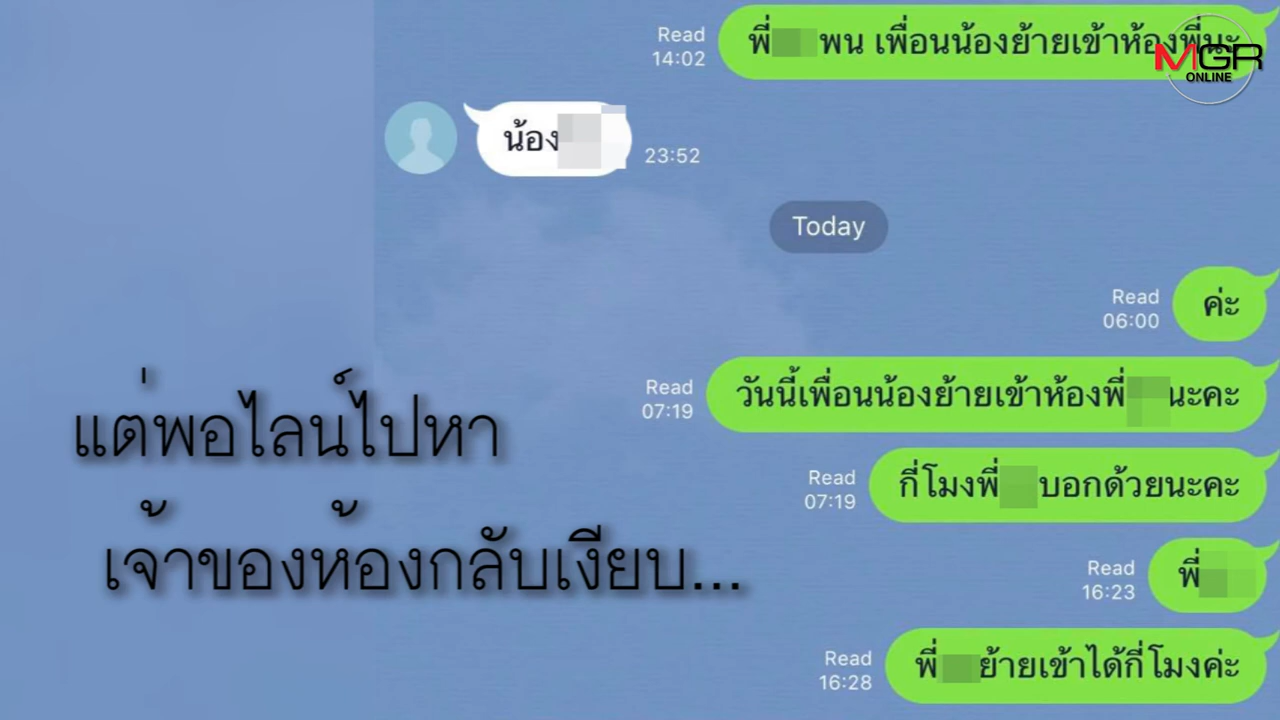 Read
14:02
พี่ พน เพื่อนน้องย้ายเข้าห้องพี่นะ
MGR
ONLINE
น้อง
23:52
Today
Read
06:00
ค่ะ
Read
07:19
วันนี้เพื่อนน้องย้ายเข้าห้องพี่ นะคะ
Read
07:19
กี่โมงพี่ บอกด้วยนะคะ
Read
16:23
พี่
Read
16:28
พี่ ย้ายเข้าได้กี่โมงค่ะ
แต่พอไลน์ไปหา
เจ้าของห้องกลับเงียบ...